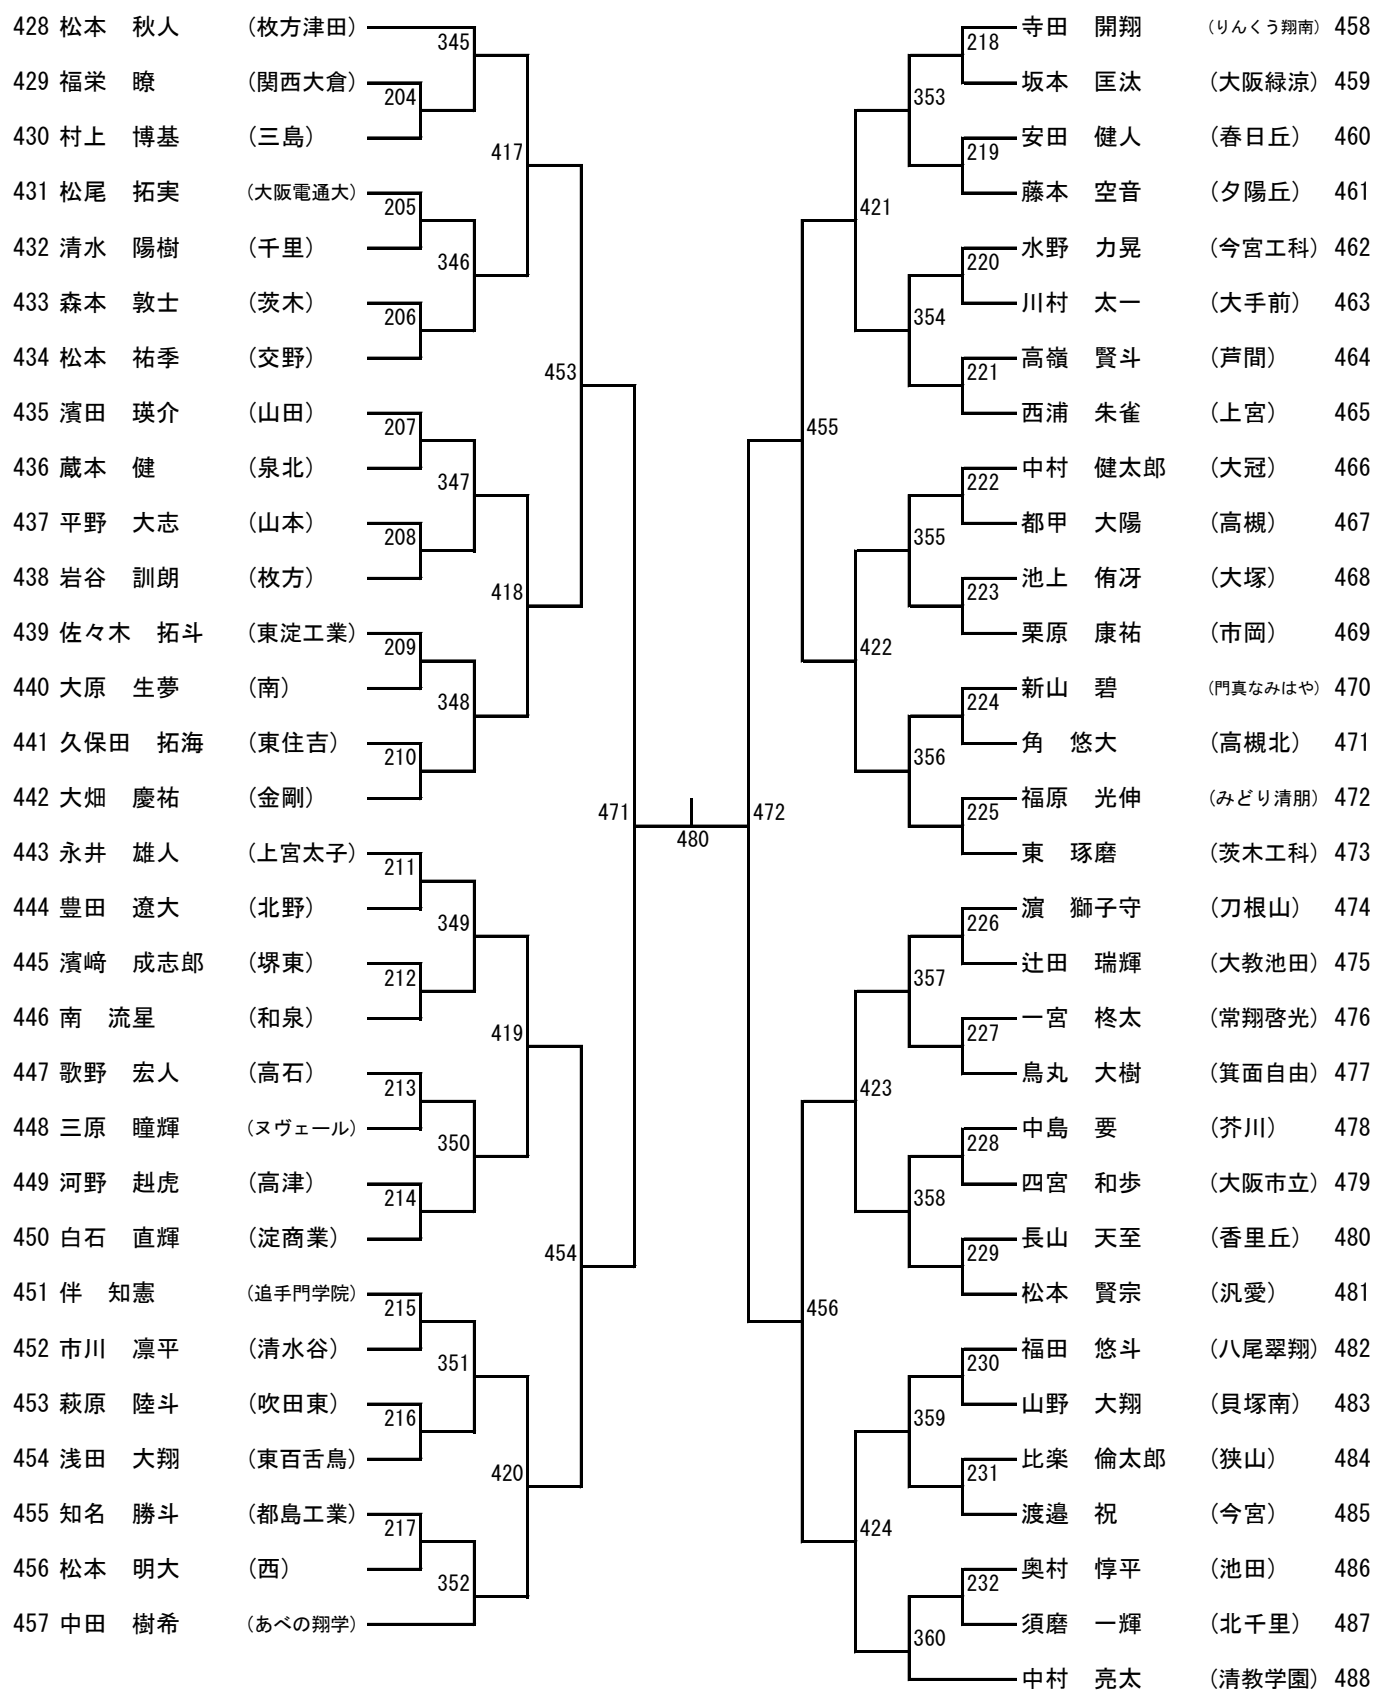 428 松本　秋人　(枚方津田)
429 福栄　瞭　(関西大倉)
430 村上　博基　(三島)
431 松尾　拓実　(大阪電通大)
432 清水　陽樹　(千里)
433 森本　敦士　(茨木)
434 松本　祐季　(交野)
435 濱田　瑛介　(山田)
436 蔵本　健　(泉北)
437 平野　大志　(山本)
438 岩谷　訓朗　(枚方)
439 佐々木　拓斗　(東淀工業)
440 大原　生夢　(南)
441 久保田　拓海　(東住吉)
442 大畑　慶祐　(金剛)
443 永井　雄人　(上宮太子)
444 豊田　遼大　(北野)
445 濱﨑　成志郎　(堺東)
446 南　流星　(和泉)
447 歌野　宏人　(高石)
448 三原　瞳輝　(ヌヴェール)
449 河野　赳虎　(高津)
450 白石　直輝　(淀商業)
451 伴　知憲　(追手門学院)
452 市川　凛平　(清水谷)
453 萩原　陸斗　(吹田東)
454 浅田　大翔　(東百舌鳥)
455 知名　勝斗　(都島工業)
456 松本　明大　(西)
457 中田　樹希　(あべの翔学)
204
205
206
207
208
209
210
211
212
213
214
215
216
217
345
346
347
348
349
350
351
352
417
418
419
420
453
454
471
480
472
455
456
421
422
423
424
353
354
355
356
357
358
359
360
218
219
220
221
222
223
224
225
226
227
228
229
230
231
232
寺田　開翔　(りんくう翔南) 458
坂本　匡汰　(大阪緑涼) 459
安田　健人　(春日丘) 460
藤本　空音　(夕陽丘) 461
水野　力晃　(今宮工科) 462
川村　太一　(大手前) 463
高嶺　賢斗　(芦間) 464
西浦　朱雀　(上宮) 465
中村　健太郎　(大冠) 466
都甲　大陽　(高槻) 467
池上　侑冴　(大塚) 468
栗原　康祐　(市岡) 469
新山　碧　(門真なみはや) 470
角　悠大　(高槻北) 471
福原　光伸　(みどり清朋) 472
東　琢磨　(茨木工科) 473
濵　獅子守　(刀根山) 474
辻田　瑞輝　(大教池田) 475
一宮　柊太　(常翔啓光) 476
鳥丸　大樹　(箕面自由) 477
中島　要　(芥川) 478
四宮　和歩　(大阪市立) 479
長山　天至　(香里丘) 480
松本　賢宗　(汎愛) 481
福田　悠斗　(八尾翠翔) 482
山野　大翔　(貝塚南) 483
比楽　倫太郎　(狭山) 484
渡邉　祝　(今宮) 485
奥村　惇平　(池田) 486
須磨　一輝　(北千里) 487
中村　亮太　(清教学園) 488